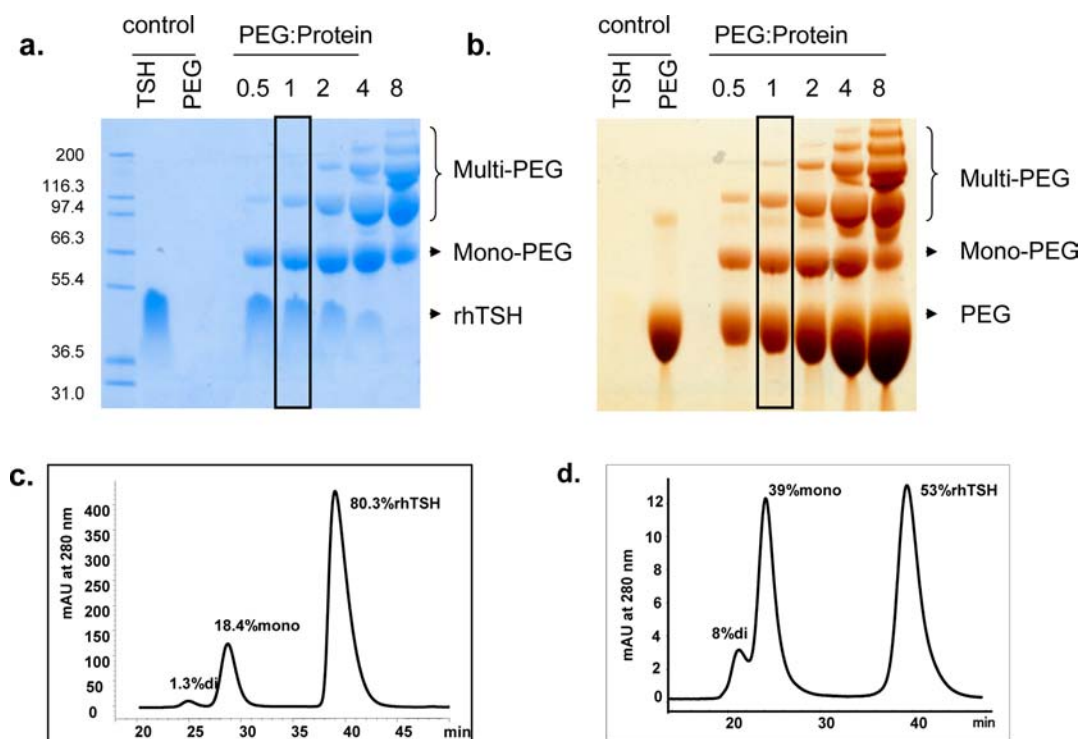 a.
control
PEG:Protein
TSH
PEG
0.5 1 2 4 8
200
116.3
97.4
66.3
55.4
36.5
31.0
Multi-PEG
Mono-PEG
rhTSH
b.
control
PEG:Protein
TSH
PEG
0.5 1 2 4 8
Multi-PEG
Mono-PEG
PEG
c.
mAU at 280 nm
400
300
200
150
100
50
0
1.3%di
18.4%mono
80.3%rhTSH
20 25 30 35 40 45 min
d.
mAU at 280 nm
12
10
8
6
4
2
0
8%di
39%mono
53%rhTSH
20 30 40 min